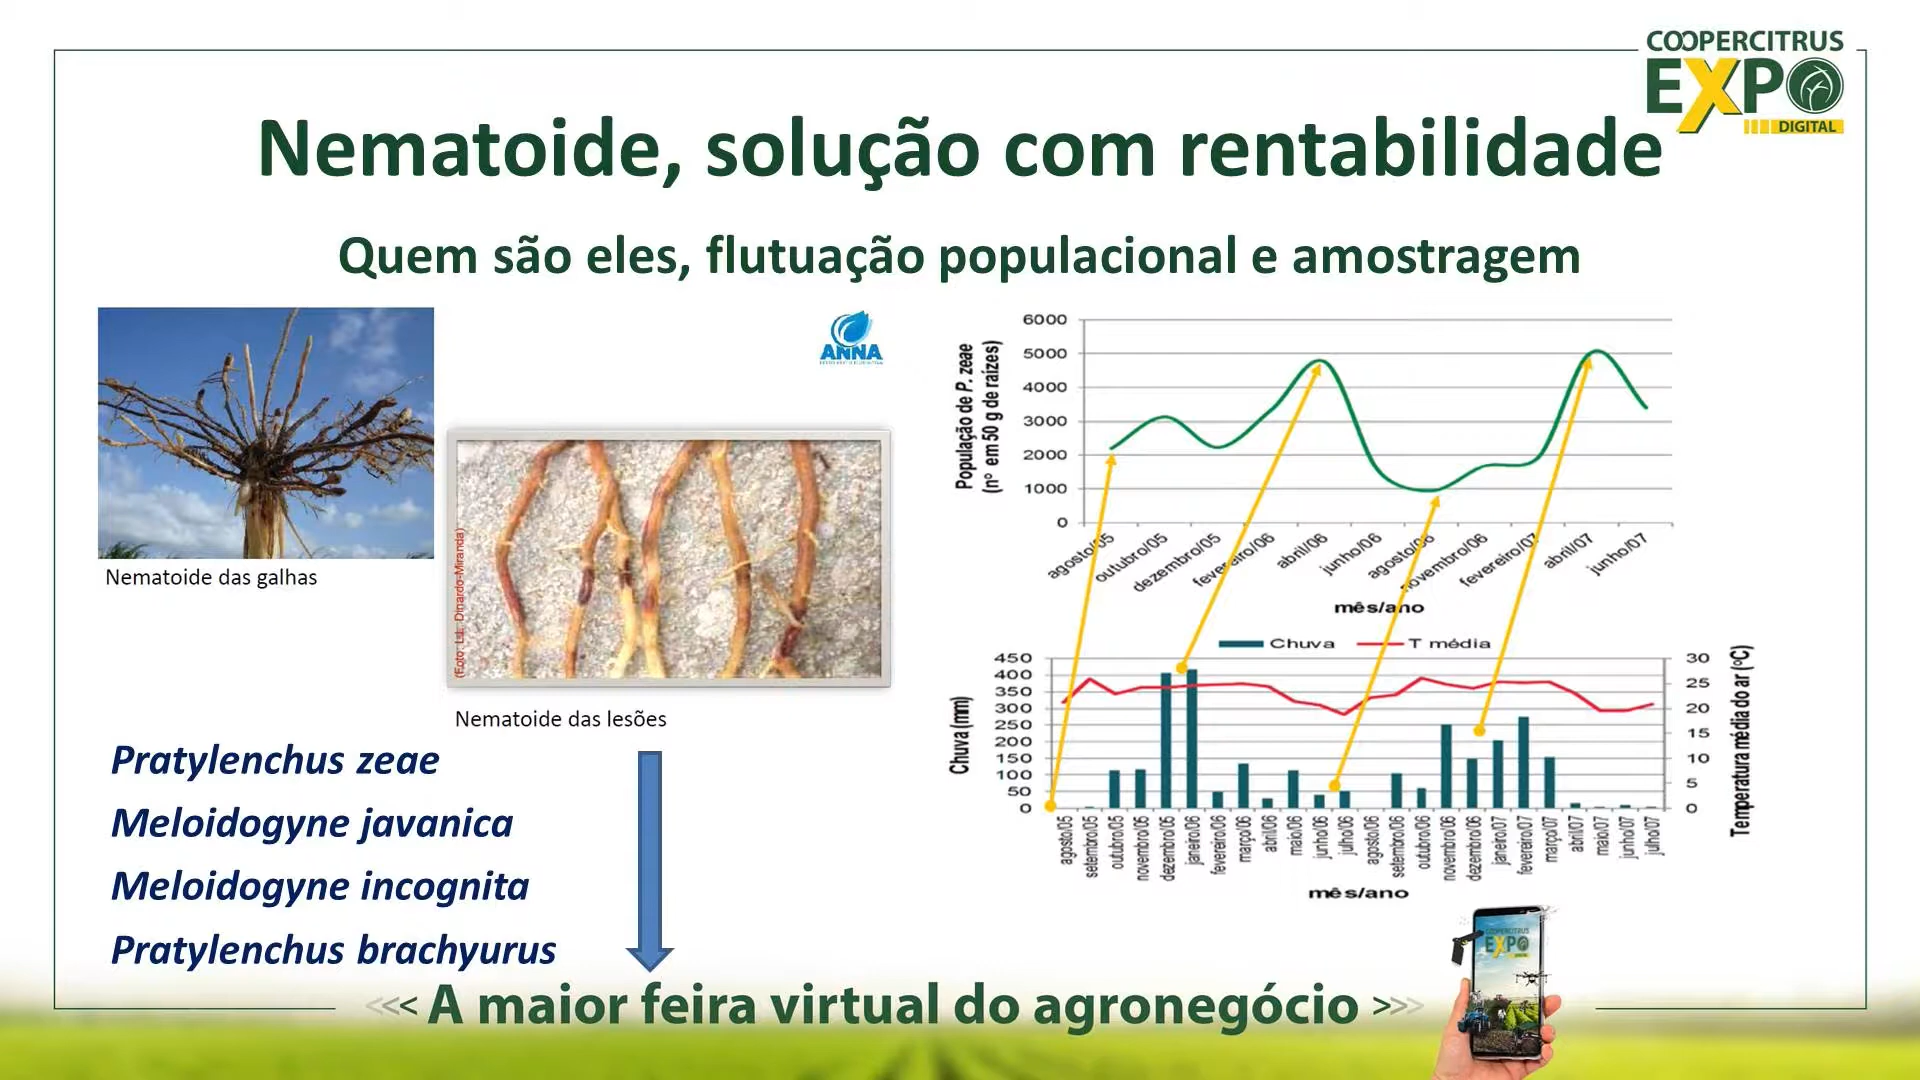 COOPERCITRUS
EXPO
DIGITAL
Nematoide, solução com rentabilidade
Quem são eles, flutuação populacional e amostragem
ANNA
Nematoide das galhas
(Foto: L.L. Dinardo-Miranda)
Nematoide das lesões
Pratylenchus zeae
Meloidogyne javanica
Meloidogyne incognita
Pratylenchus brachyurus
População de P. zeae
(nº em 50 g de raízes)
6000
5000
4000
3000
2000
1000
0
agosto/05
outubro/05
dezembro/05
fevereiro/06
abril/06
junho/06
agosto/06
novembro/06
fevereiro/07
abril/07
junho/07
mês/ano
Chuva
T média
Chuva (mm)
450
400
350
300
250
200
150
100
50
0
30
25
20
15
10
5
0
Temperatura média do ar (ºC)
agosto/05
setembro/05
outubro/05
novembro/05
dezembro/05
janeiro/06
fevereiro/06
março/06
abril/06
maio/06
junho/06
julho/06
agosto/06
setembro/06
outubro/06
novembro/06
dezembro/06
janeiro/07
fevereiro/07
março/07
abril/07
maio/07
junho/07
julho/07
mês/ano
COOPERCITRUS
EXPO
<<< A maior feira virtual do agronegócio >>>